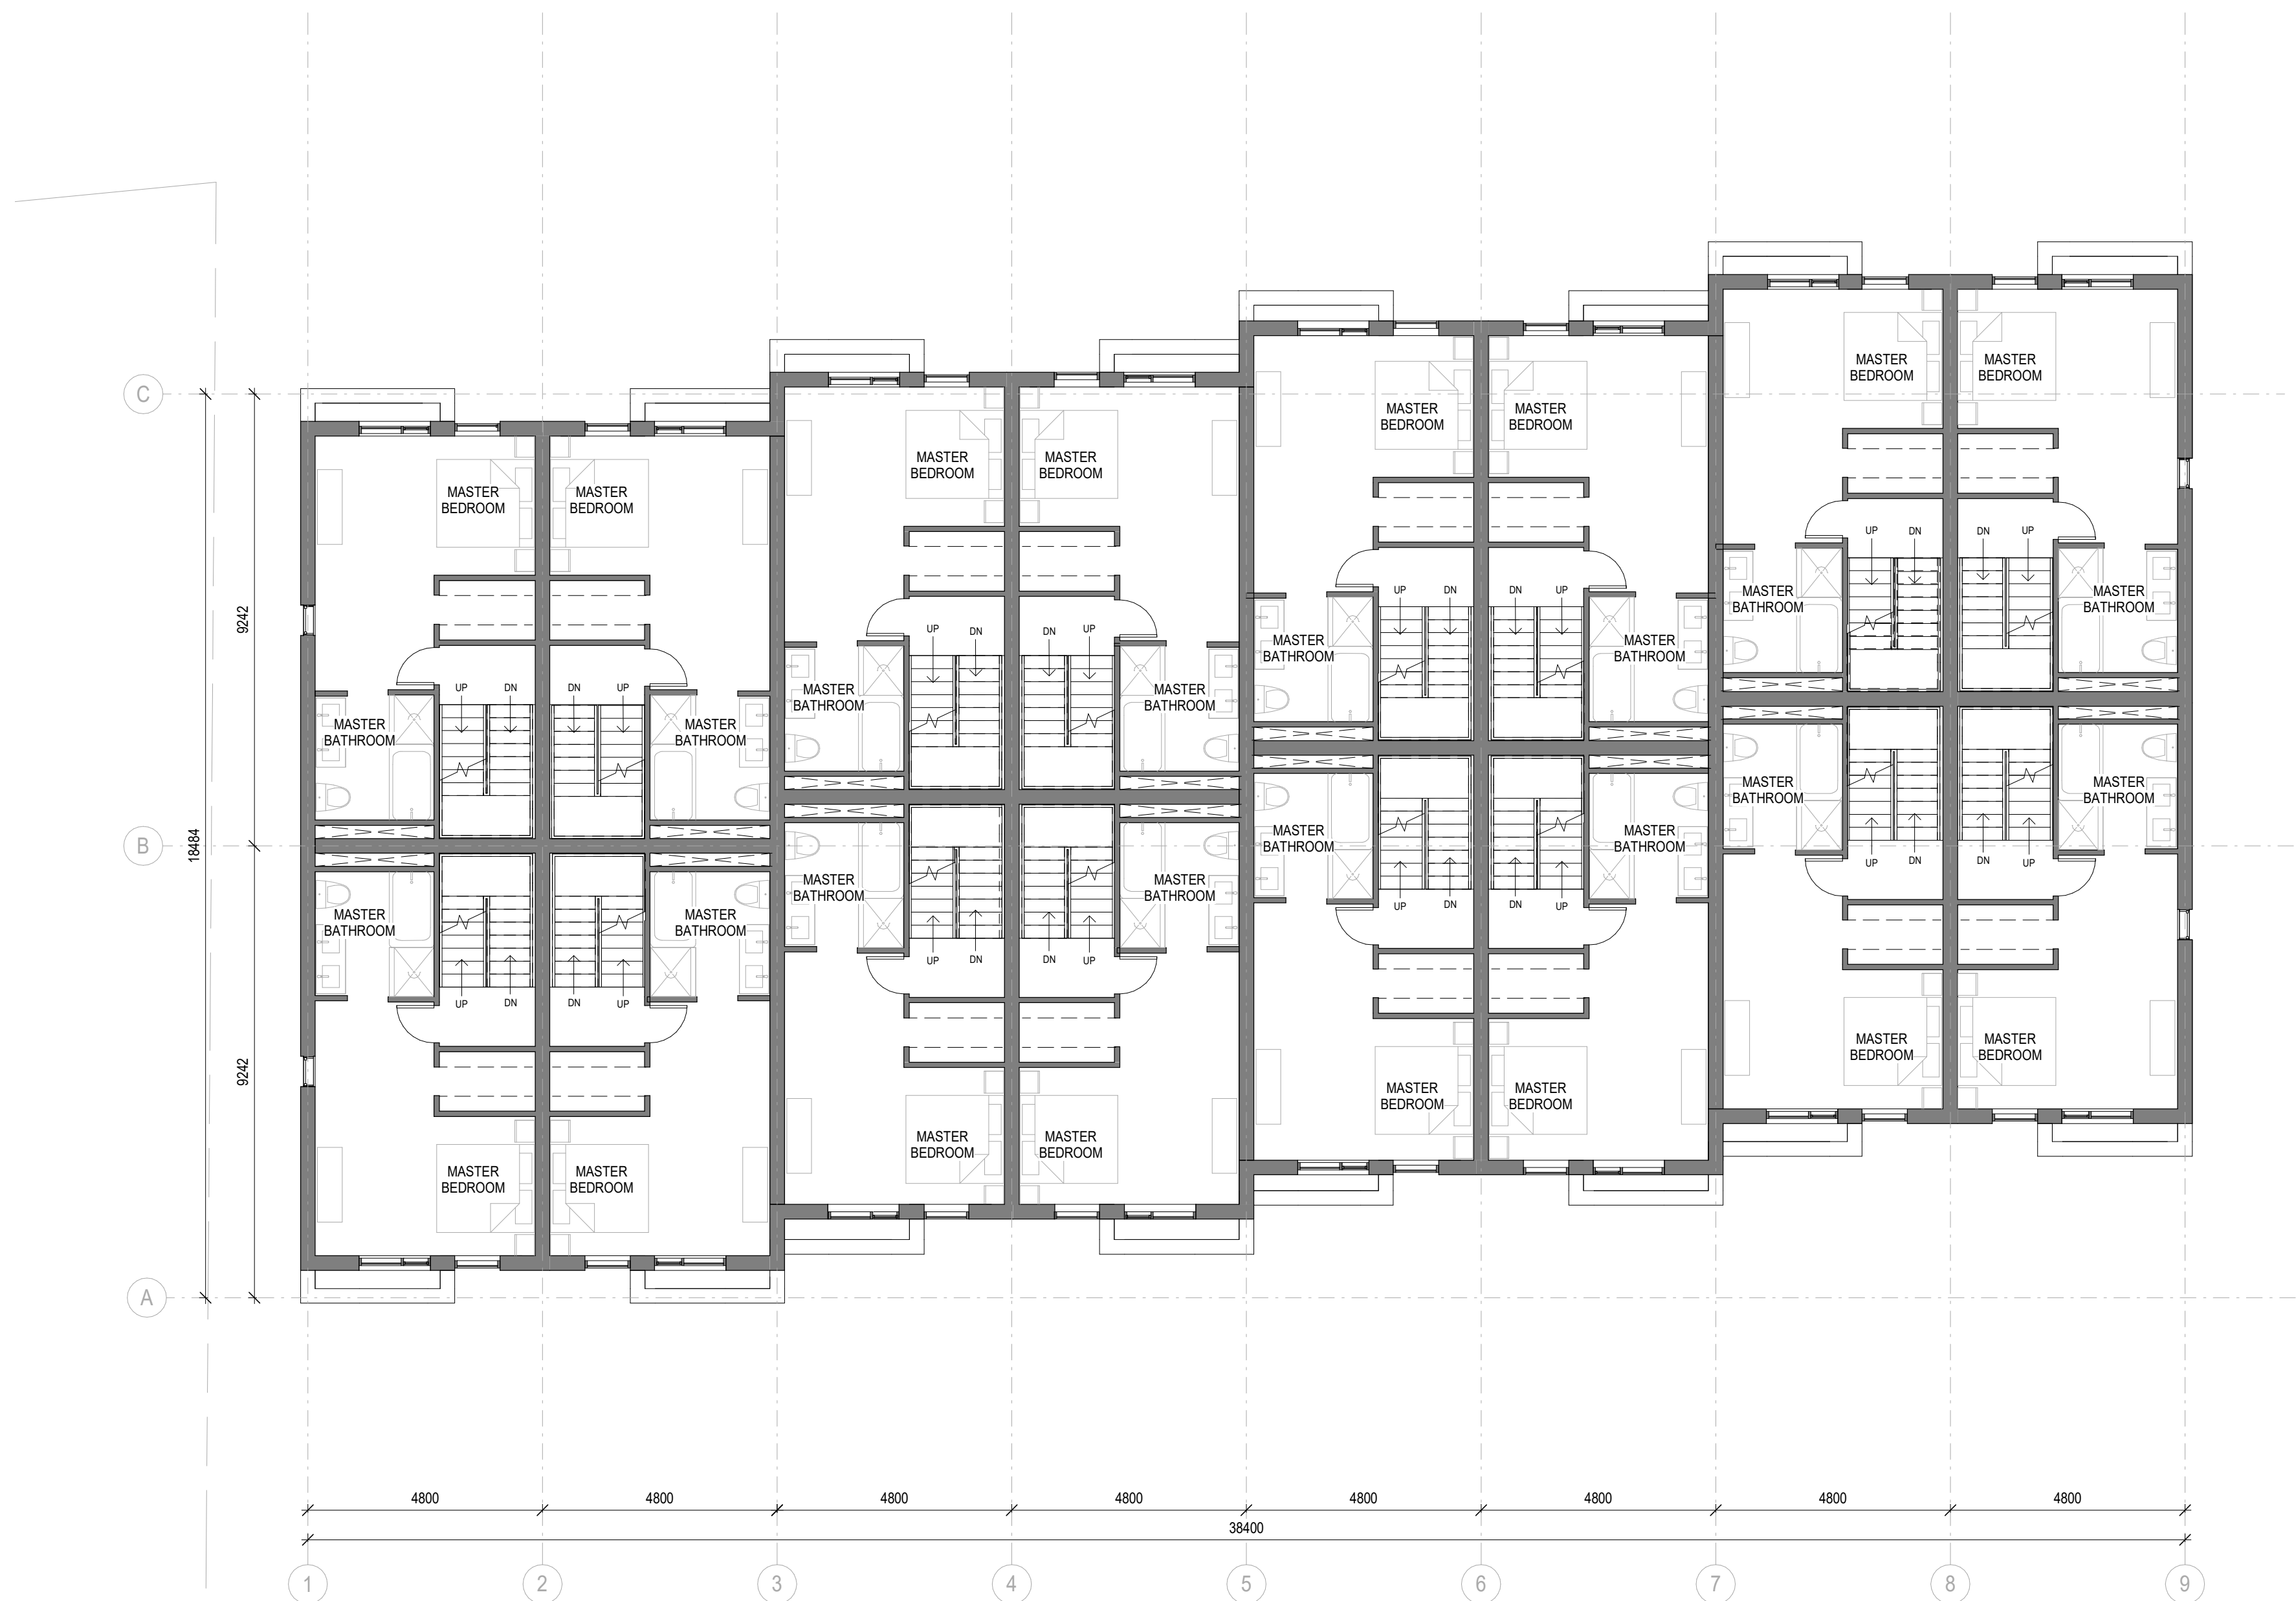 MASTER
BEDROOM
MASTER
BEDROOM
MASTER
BEDROOM
MASTER
BEDROOM
MASTER
BEDROOM
MASTER
BEDROOM
MASTER
BEDROOM
MASTER
BEDROOM
C
UP
DN
DN
UP
UP
DN
DN
UP
UP
DN
DN
UP
UP
DN
DN
UP
MASTER
BATHROOM
MASTER
BATHROOM
MASTER
BATHROOM
MASTER
BATHROOM
MASTER
BATHROOM
MASTER
BATHROOM
MASTER
BATHROOM
MASTER
BATHROOM
9242
18484
B
MASTER
BATHROOM
MASTER
BATHROOM
MASTER
BATHROOM
MASTER
BATHROOM
MASTER
BATHROOM
MASTER
BATHROOM
MASTER
BATHROOM
MASTER
BATHROOM
UP
DN
DN
UP
UP
DN
DN
UP
UP
DN
DN
UP
UP
DN
DN
UP
9242
MASTER
BEDROOM
MASTER
BEDROOM
MASTER
BEDROOM
MASTER
BEDROOM
MASTER
BEDROOM
MASTER
BEDROOM
MASTER
BEDROOM
MASTER
BEDROOM
A
4800 4800 4800 4800 4800 4800 4800 4800
38400
1 2 3 4 5 6 7 8 9